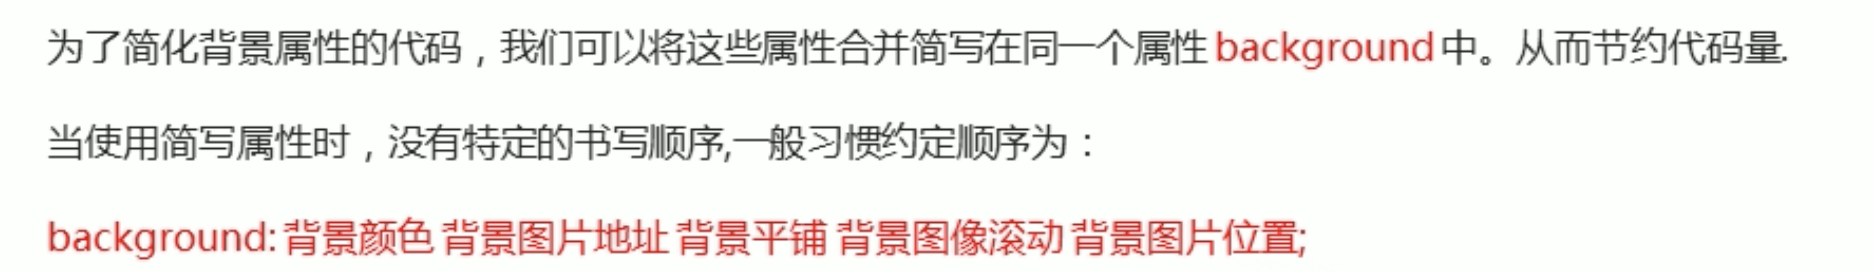 为了简化背景属性的代码，我们可以将这些属性合并简写在同一个属性 background 中。从而节约代码量.
当使用简写属性时，没有特定的书写顺序,一般习惯约定顺序为：
background: 背景颜色 背景图片地址 背景平铺 背景图像滚动 背景图片位置;